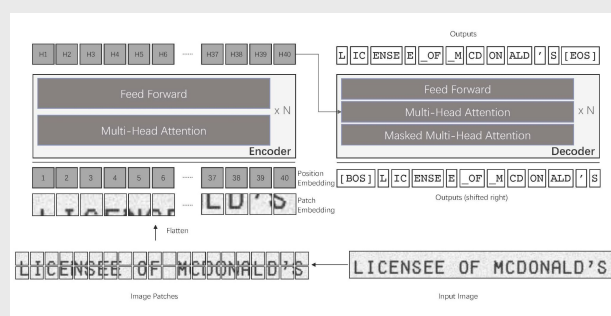 Outputs
H1 H2 H3 H4 H5 H6 ...... H37 H38 H39 H40
L IC ENSE E _OF _M CD ON ALD ' S [EOS]
Feed Forward
Multi-Head Attention
x N
Encoder
Feed Forward
Multi-Head Attention
Masked Multi-Head Attention
x N
Decoder
1 2 3 4 5 6 ...... 37 38 39 40
Position Embedding
Patch Embedding
[BOS] L IC ENSE E _OF _M CD ON ALD ' S
Outputs (shifted right)
Flatten
LICENSEE OF MCDONALD'S
Image Patches
LICENSEE OF MCDONALD'S
Input Image